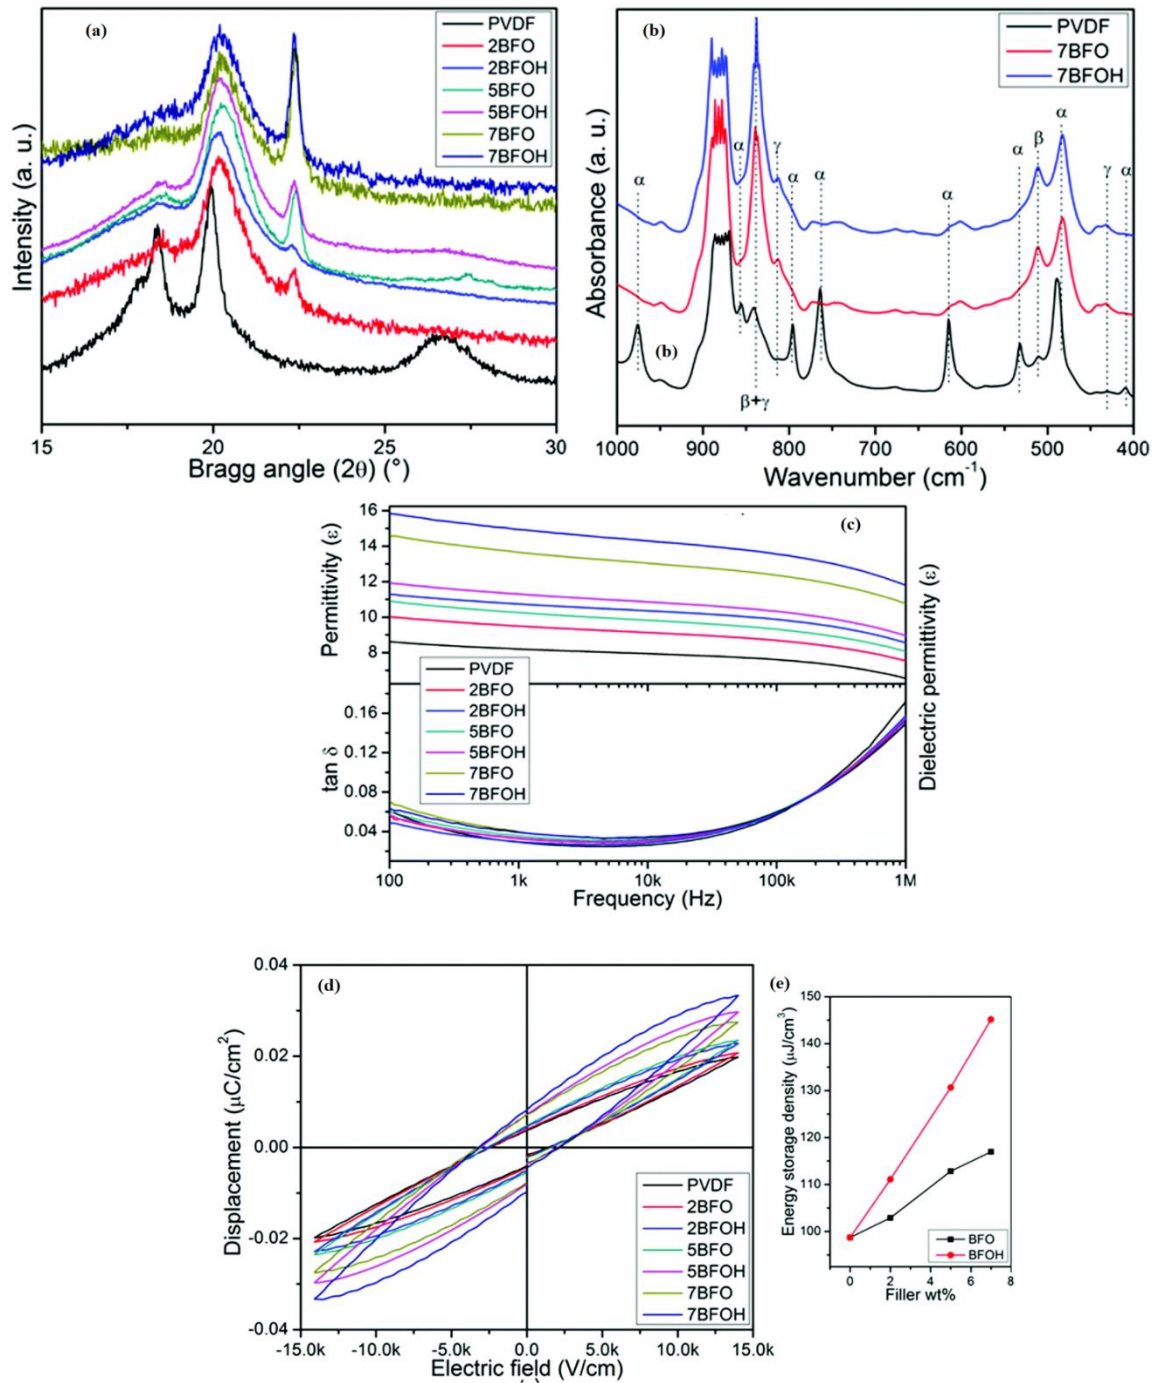 (a)
PVDF
2BFO
2BFOH
5BFO
5BFOH
7BFO
7BFOH
Intensity (a. u.)
15 20 25 30
Bragg angle (2θ) (°)
(b)
PVDF
7BFO
7BFOH
Absorbance (a. u.)
α α β+γ γ α α α α β α γ α
(b)
1000 900 800 700 600 500 400
Wavenumber (cm-1)
(c)
Permittivity (ε)
16
14
12
10
8
Dielectric permittivity (ε)
PVDF
2BFO
2BFOH
5BFO
5BFOH
7BFO
7BFOH
tan δ
0.16
0.12
0.08
0.04
100 1k 10k 100k 1M
Frequency (Hz)
(d)
Displacement (μC/cm2)
0.04
0.02
0.00
-0.02
-0.04
PVDF
2BFO
2BFOH
5BFO
5BFOH
7BFO
7BFOH
-15.0k -10.0k -5.0k 0.0 5.0k 10.0k 15.0k
Electric field (V/cm)
(e)
Energy storage density (μJ/cm3)
150
140
130
120
110
100
BFO
BFOH
0 2 4 6 8
Filler wt%